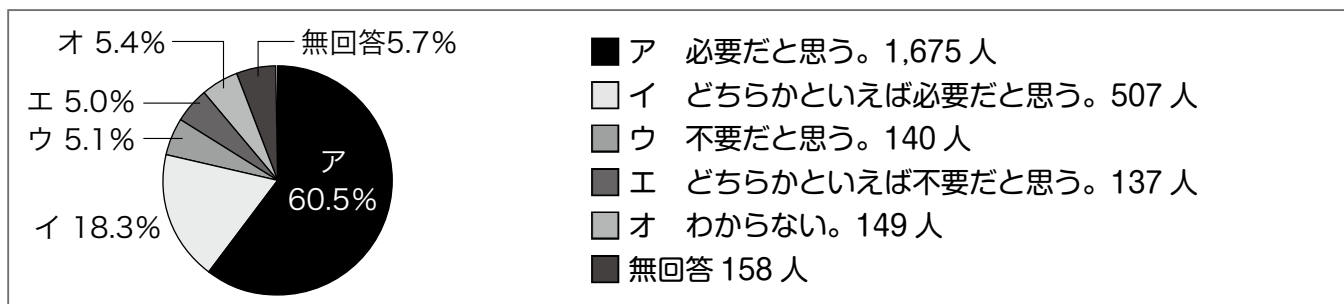 オ 5.4%
無回答5.7%
エ 5.0%
ウ 5.1%
イ 18.3%
ア
60.5%
ア　必要だと思う。1,675 人
イ　どちらかといえば必要だと思う。507 人
ウ　不要だと思う。140 人
エ　どちらかといえば不要だと思う。137 人
オ　わからない。149 人
無回答 158 人